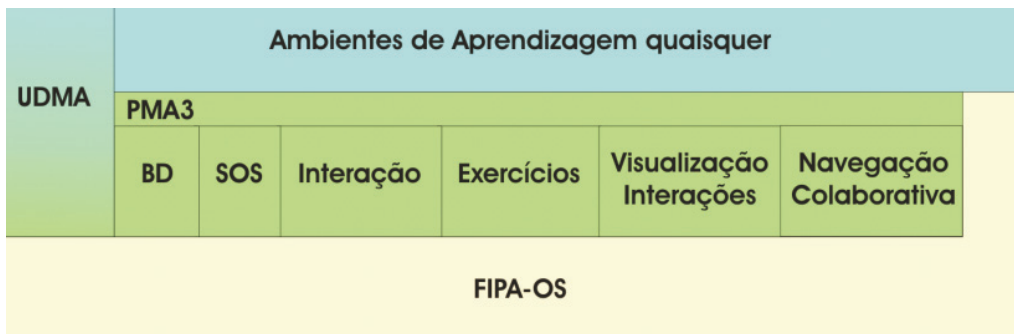 Ambientes de Aprendizagem quaisquer
UDMA
PMA3
BD
SOS
Interação
Exercícios
Visualização
Interações
Navegação
Colaborativa
FIPA-OS